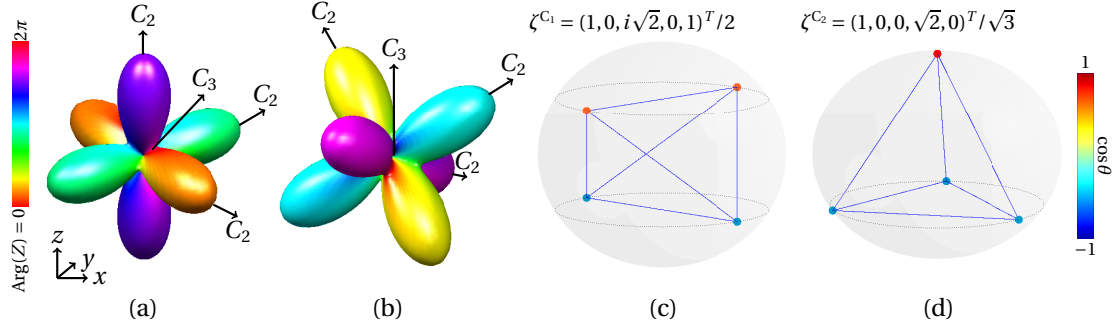 Arg(Z) = 0
2π
C₂
C₃
C₂
C₂
z
y
x
(a)
C₂
C₃
C₂
C₂
(b)
ζ^{C₁} = (1, 0, i√2, 0, 1)^T/2
(c)
ζ^{C₂} = (1, 0, 0, √2, 0)^T/√3
(d)
1
cosθ
−1